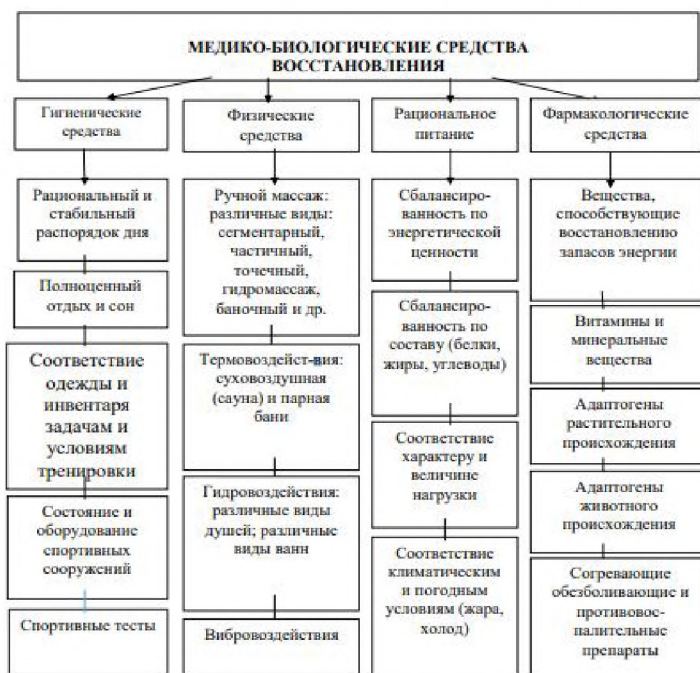 МЕДИКО-БИОЛОГИЧЕСКИЕ СРЕДСТВА
ВОССТАНОВЛЕНИЯ
Гигиенические
средства
Физические
средства
Рациональное
питание
Фармакологические
средства
Рациональный и
стабильный
распорядок дня
Полноценный
отдых и сон
Соответствие
одежды и
инвентаря
задачам и
условиям
тренировки
Состояние и
оборудование
спортивных
сооружений
Спортивные тесты
Ручной массаж:
различные виды:
сегментарный,
частичный,
точечный,
гидромассаж,
баночный и др.
Термовоздейст-вия:
суховоздушная
(сауна) и парная
бани
Гидровоздействия:
различные виды
душей; различные
виды ванн
Вибровоздействия
Сбалансиро-
ванность по
энергетической
ценности
Сбалансиро-
ванность по
составу (белки,
жиры, углеводы)
Соответствие
характеру и
величине
нагрузки
Соответствие
климатическим
и погодным
условиям (жара,
холод)
Вещества,
способствующие
восстановлению
запасов энергии
Витамины и
минеральные
вещества
Адаптогены
растительного
происхождения
Адаптогены
животного
происхождения
Согревающие
обезболивающие и
противовос-
палительные
препараты